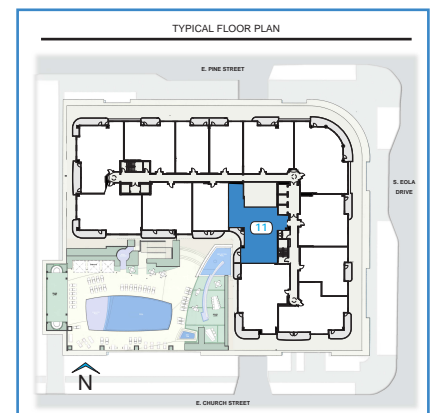 TYPICAL FLOOR PLAN
E. PINE STREET
S. EOLA
DRIVE
11
N
E. CHURCH STREET